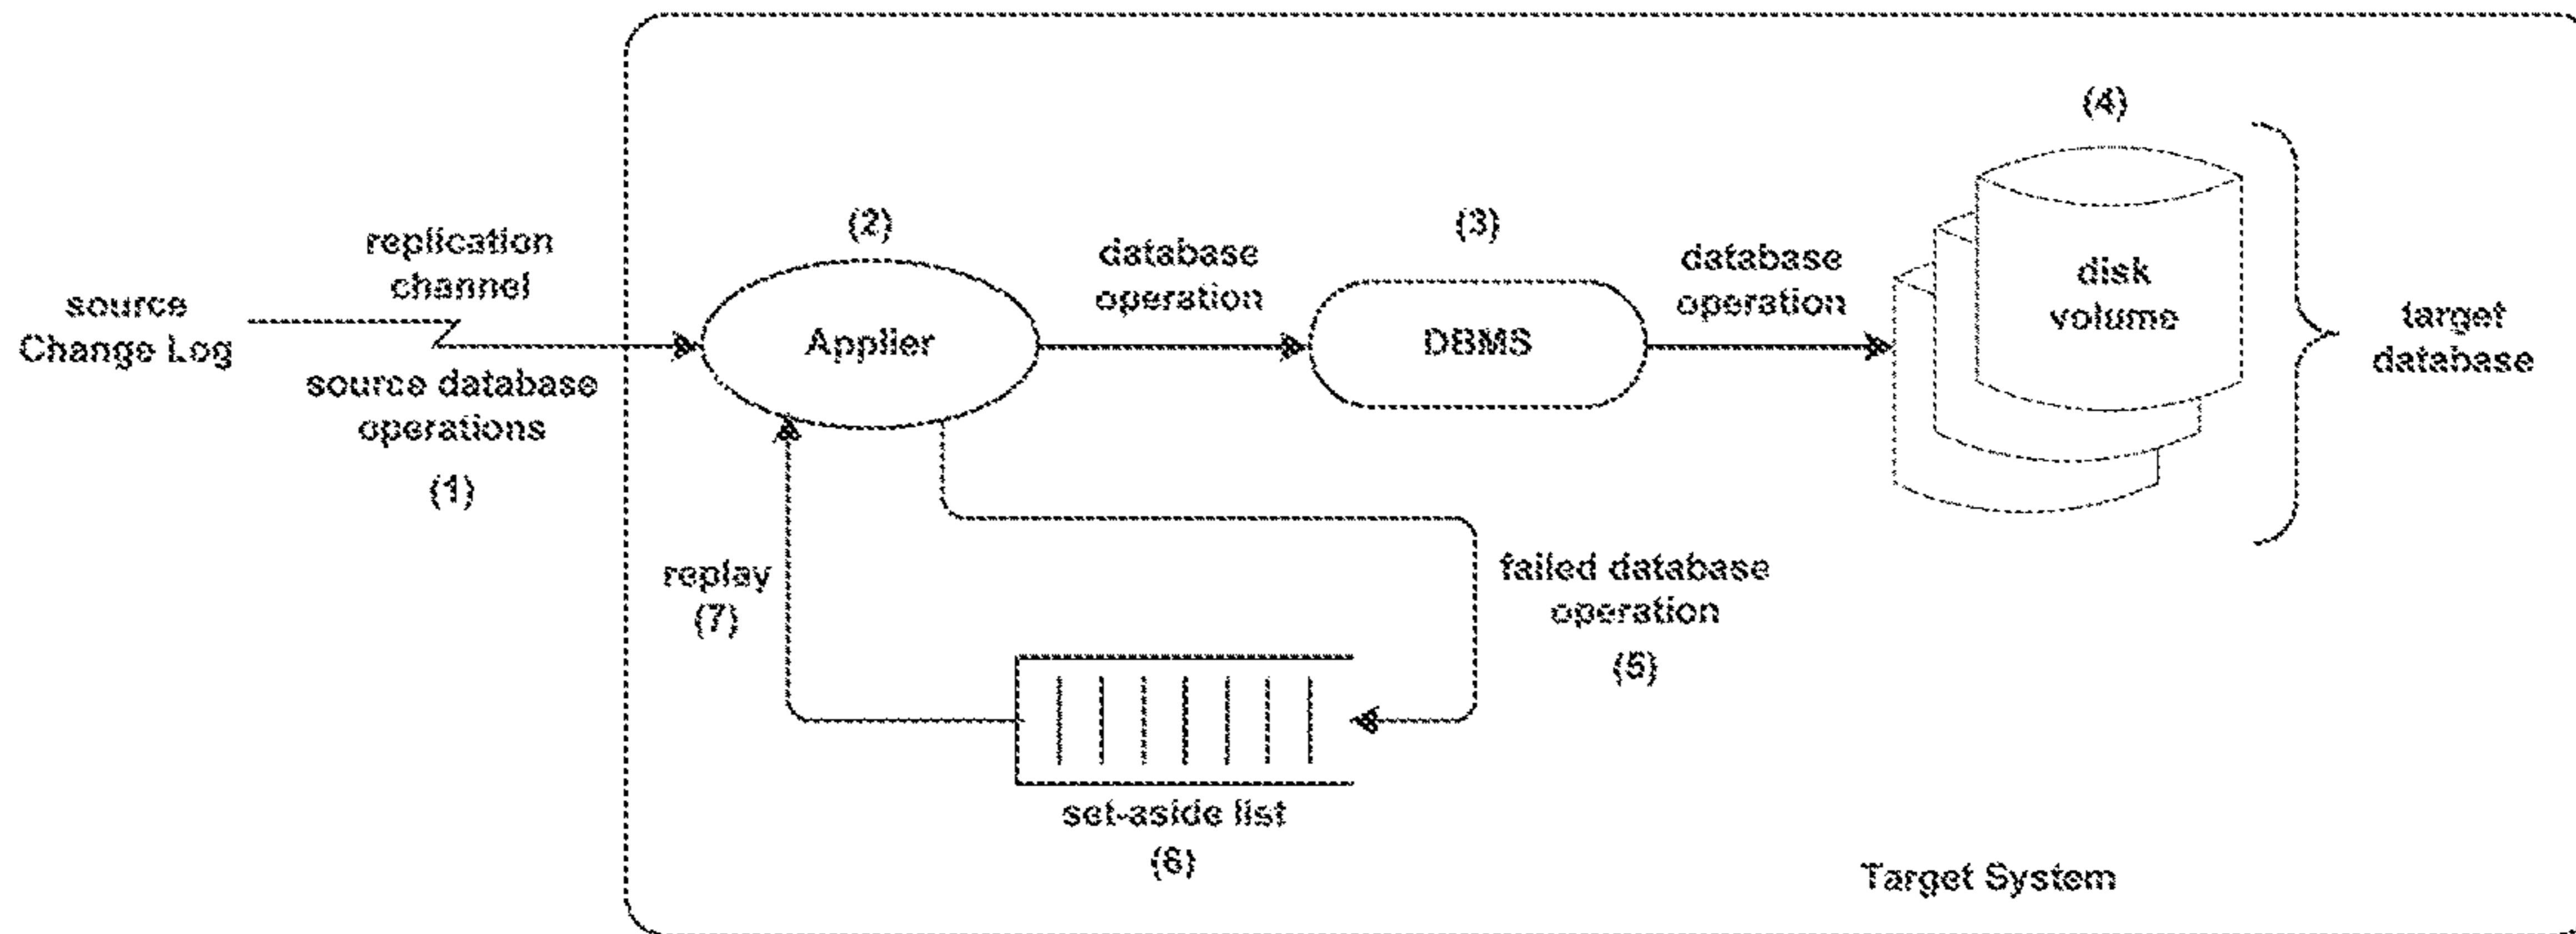 (4)
(2)
(3)
replication
channel
database
operation
database
operation
disk
volume
source
Change Log
Applier
DBMS
target
database
source database
operations
(1)
replay
(7)
failed database
operation
(5)
set-aside list
(6)
Target System